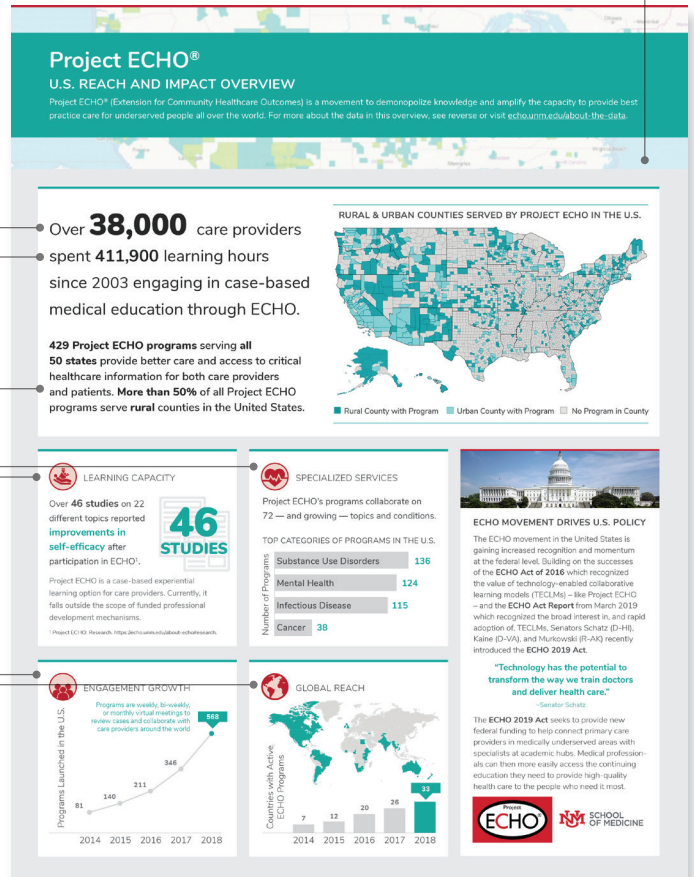 Project ECHO®
U.S. REACH AND IMPACT OVERVIEW
Project ECHO® (Extension for Community Healthcare Outcomes) is a movement to demonopolize knowledge and amplify the capacity to provide best
practice care for underserved people all over the world. For more about the data in this overview, see reverse or visit echo.unm.edu/about-the-data.
Over 38,000 care providers
spent 411,900 learning hours
since 2003 engaging in case-based
medical education through ECHO.
429 Project ECHO programs serving all
50 states provide better care and access to critical
healthcare information for both care providers
and patients. More than 50% of all Project ECHO
programs serve rural counties in the United States.
RURAL & URBAN COUNTIES SERVED BY PROJECT ECHO IN THE U.S.
Rural County with Program
Urban County with Program
No Program in County
LEARNING CAPACITY
Over 46 studies on 22
different topics reported
improvements in
self-efficacy after
participation in ECHO¹.
46
STUDIES
Project ECHO is a case-based experiential
learning option for care providers. Currently, it
falls outside the scope of funded professional
development mechanisms.
¹ Project ECHO: Research. https://echo.unm.edu/about-echo/research.
SPECIALIZED SERVICES
Project ECHO's programs collaborate on
72 — and growing — topics and conditions.
TOP CATEGORIES OF PROGRAMS IN THE U.S.
Number of Programs
Substance Use Disorders 136
Mental Health 124
Infectious Disease 115
Cancer 38
ECHO MOVEMENT DRIVES U.S. POLICY
The ECHO movement in the United States is
gaining increased recognition and momentum
at the federal level. Building on the successes
of the ECHO Act of 2016 which recognized
the value of technology-enabled collaborative
learning models (TECLMs) – like Project ECHO
– and the ECHO Act Report from March 2019
which recognized the broad interest in, and rapid
adoption of, TECLMs, Senators Schatz (D-HI),
Kaine (D-VA), and Murkowski (R-AK) recently
introduced the ECHO 2019 Act.
"Technology has the potential to
transform the way we train doctors
and deliver health care."
–Senator Schatz
The ECHO 2019 Act seeks to provide new
federal funding to help connect primary care
providers in medically underserved areas with
specialists at academic hubs. Medical profession-
als can then more easily access the continuing
education they need to provide high-quality
health care to the people who need it most.
Project
ECHO®
UNM
SCHOOL
OF MEDICINE
ENGAGEMENT GROWTH
Programs are weekly, bi-weekly,
or monthly virtual meetings to
review cases and collaborate with
care providers around the world
Programs Launched in the U.S.
81
140
211
346
568
2014 2015 2016 2017 2018
GLOBAL REACH
Countries with Active
ECHO Programs
7
12
20
26
33
2014 2015 2016 2017 2018